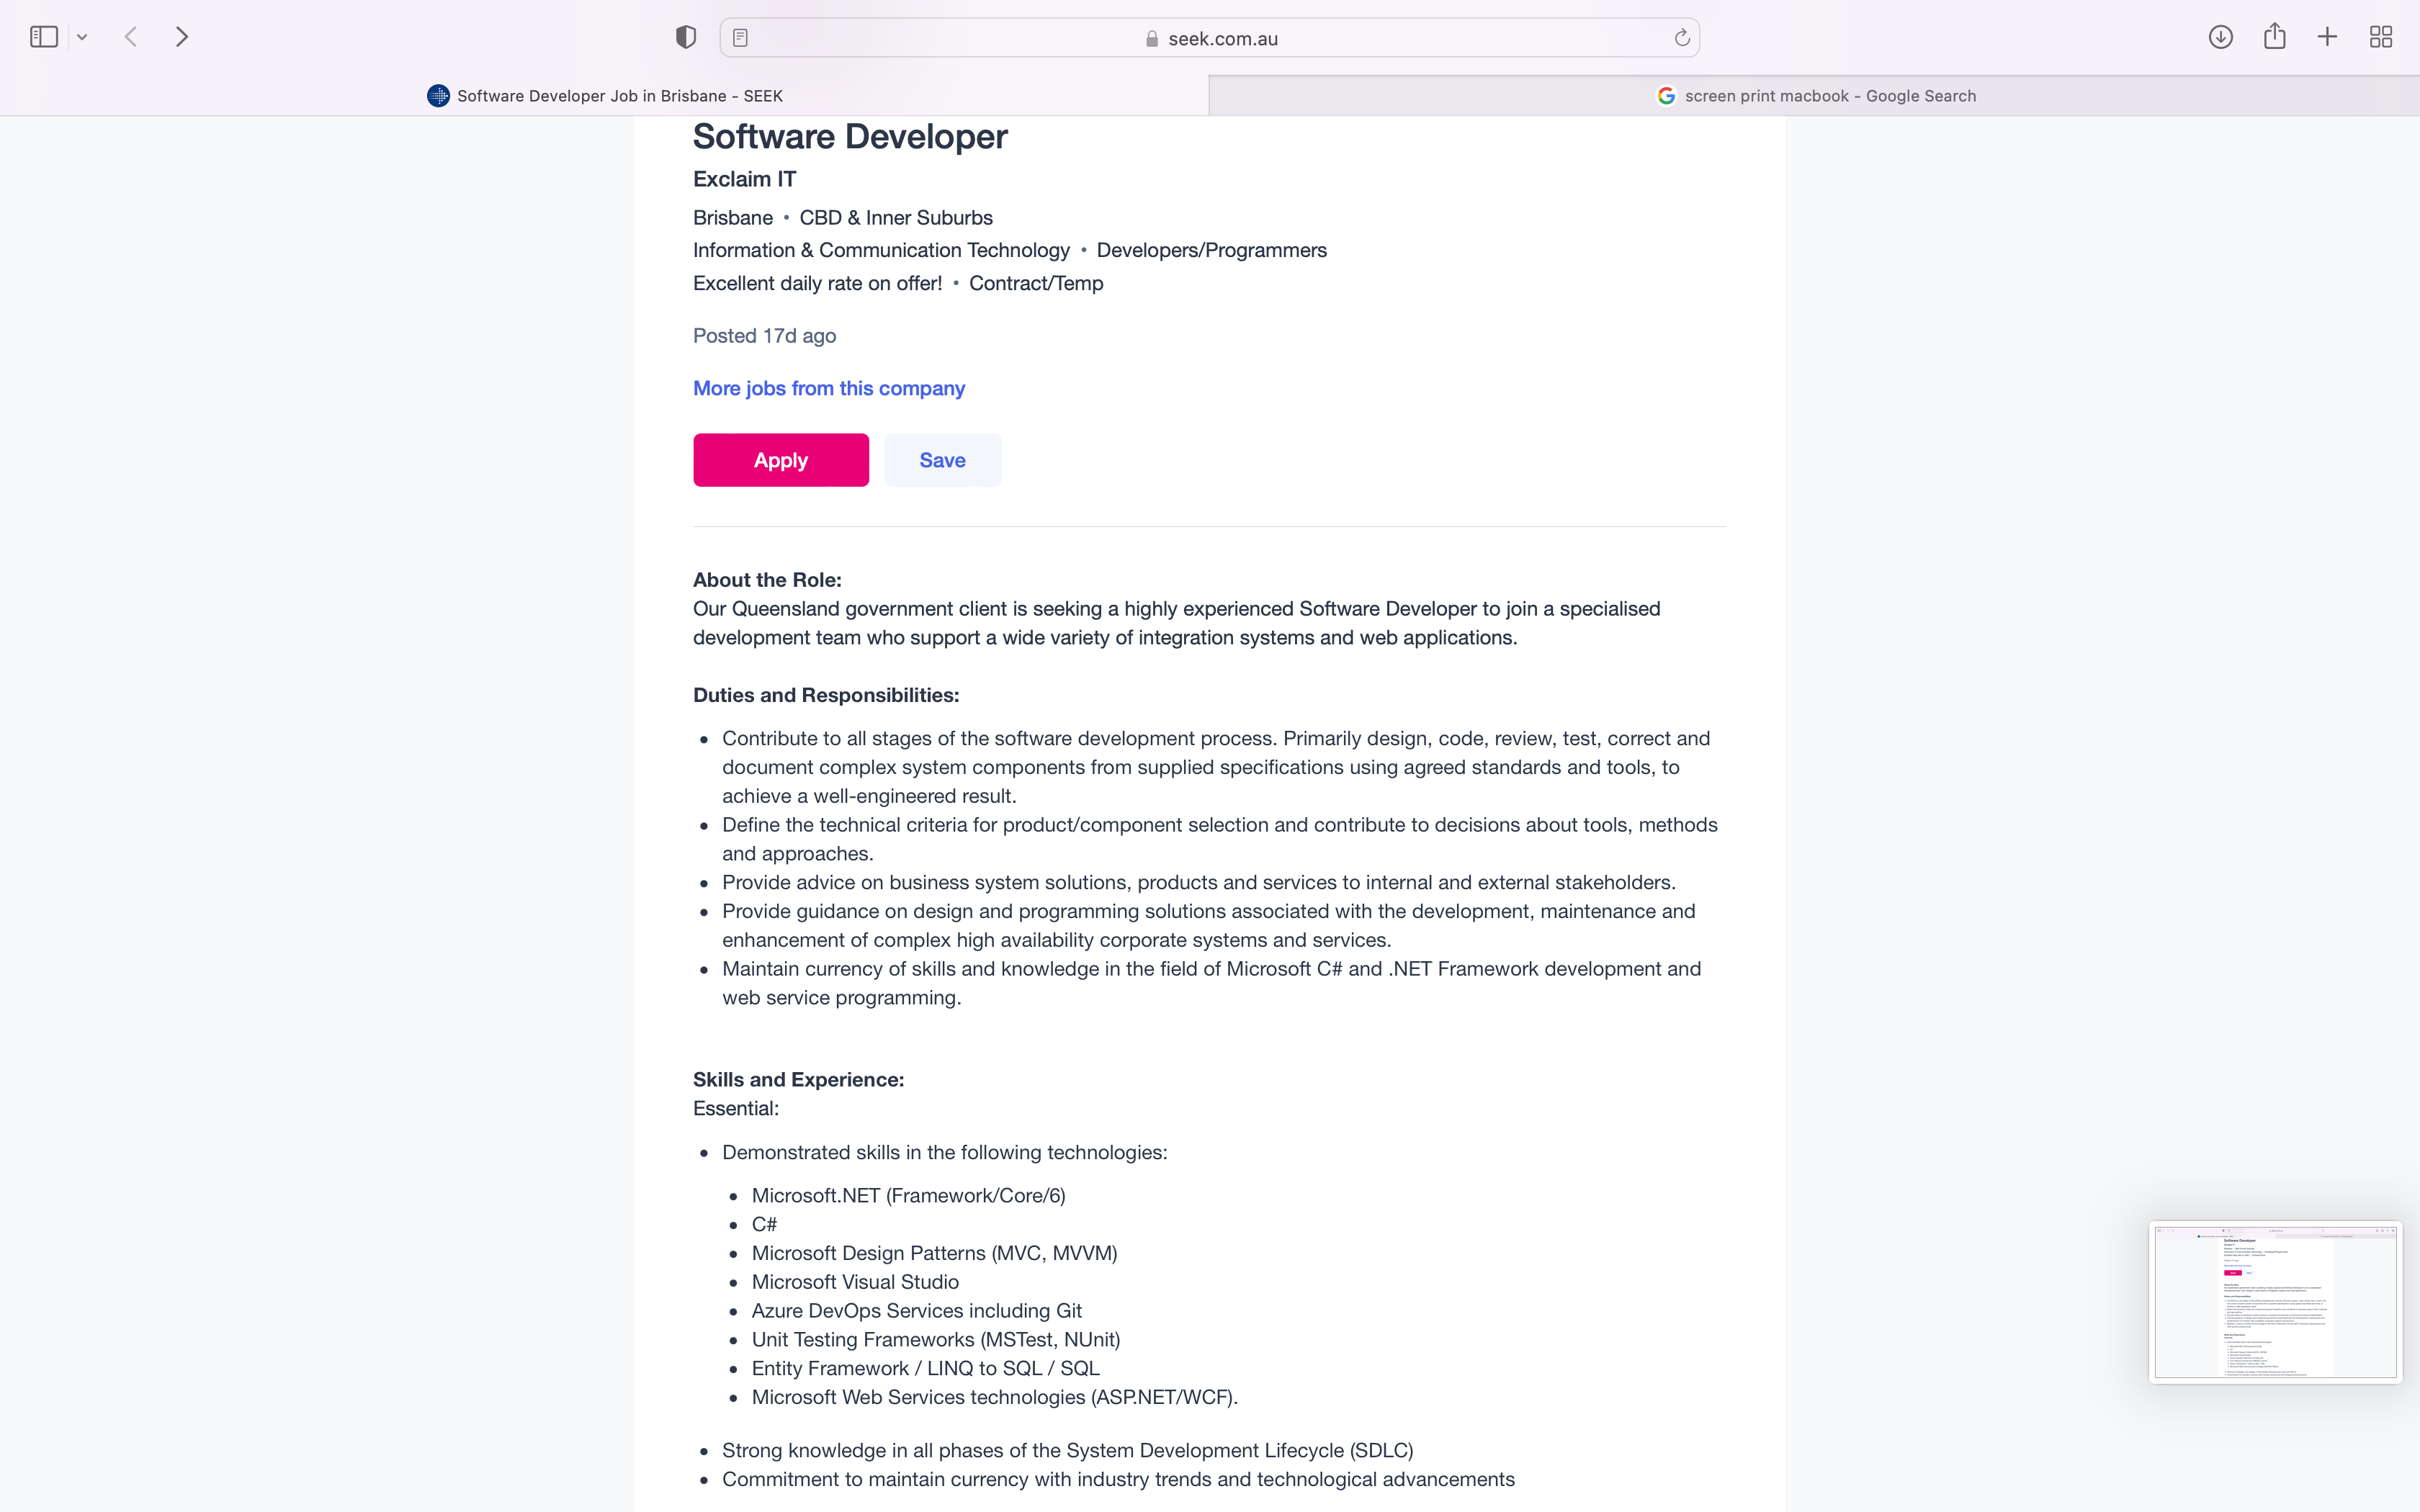 seek.com.au
Software Developer Job in Brisbane - SEEK
screen print macbook - Google Search
Software Developer
Exclaim IT
Brisbane • CBD & Inner Suburbs
Information & Communication Technology • Developers/Programmers
Excellent daily rate on offer! • Contract/Temp
Posted 17d ago
More jobs from this company
Apply
Save
About the Role:
Our Queensland government client is seeking a highly experienced Software Developer to join a specialised
development team who support a wide variety of integration systems and web applications.
Duties and Responsibilities:
• Contribute to all stages of the software development process. Primarily design, code, review, test, correct and
document complex system components from supplied specifications using agreed standards and tools, to
achieve a well-engineered result.
• Define the technical criteria for product/component selection and contribute to decisions about tools, methods
and approaches.
• Provide advice on business system solutions, products and services to internal and external stakeholders.
• Provide guidance on design and programming solutions associated with the development, maintenance and
enhancement of complex high availability corporate systems and services.
• Maintain currency of skills and knowledge in the field of Microsoft C# and .NET Framework development and
web service programming.
Skills and Experience:
Essential:
• Demonstrated skills in the following technologies:
• Microsoft.NET (Framework/Core/6)
• C#
• Microsoft Design Patterns (MVC, MVVM)
• Microsoft Visual Studio
• Azure DevOps Services including Git
• Unit Testing Frameworks (MSTest, NUnit)
• Entity Framework / LINQ to SQL / SQL
• Microsoft Web Services technologies (ASP.NET/WCF).
• Strong knowledge in all phases of the System Development Lifecycle (SDLC)
• Commitment to maintain currency with industry trends and technological advancements
Software Developer